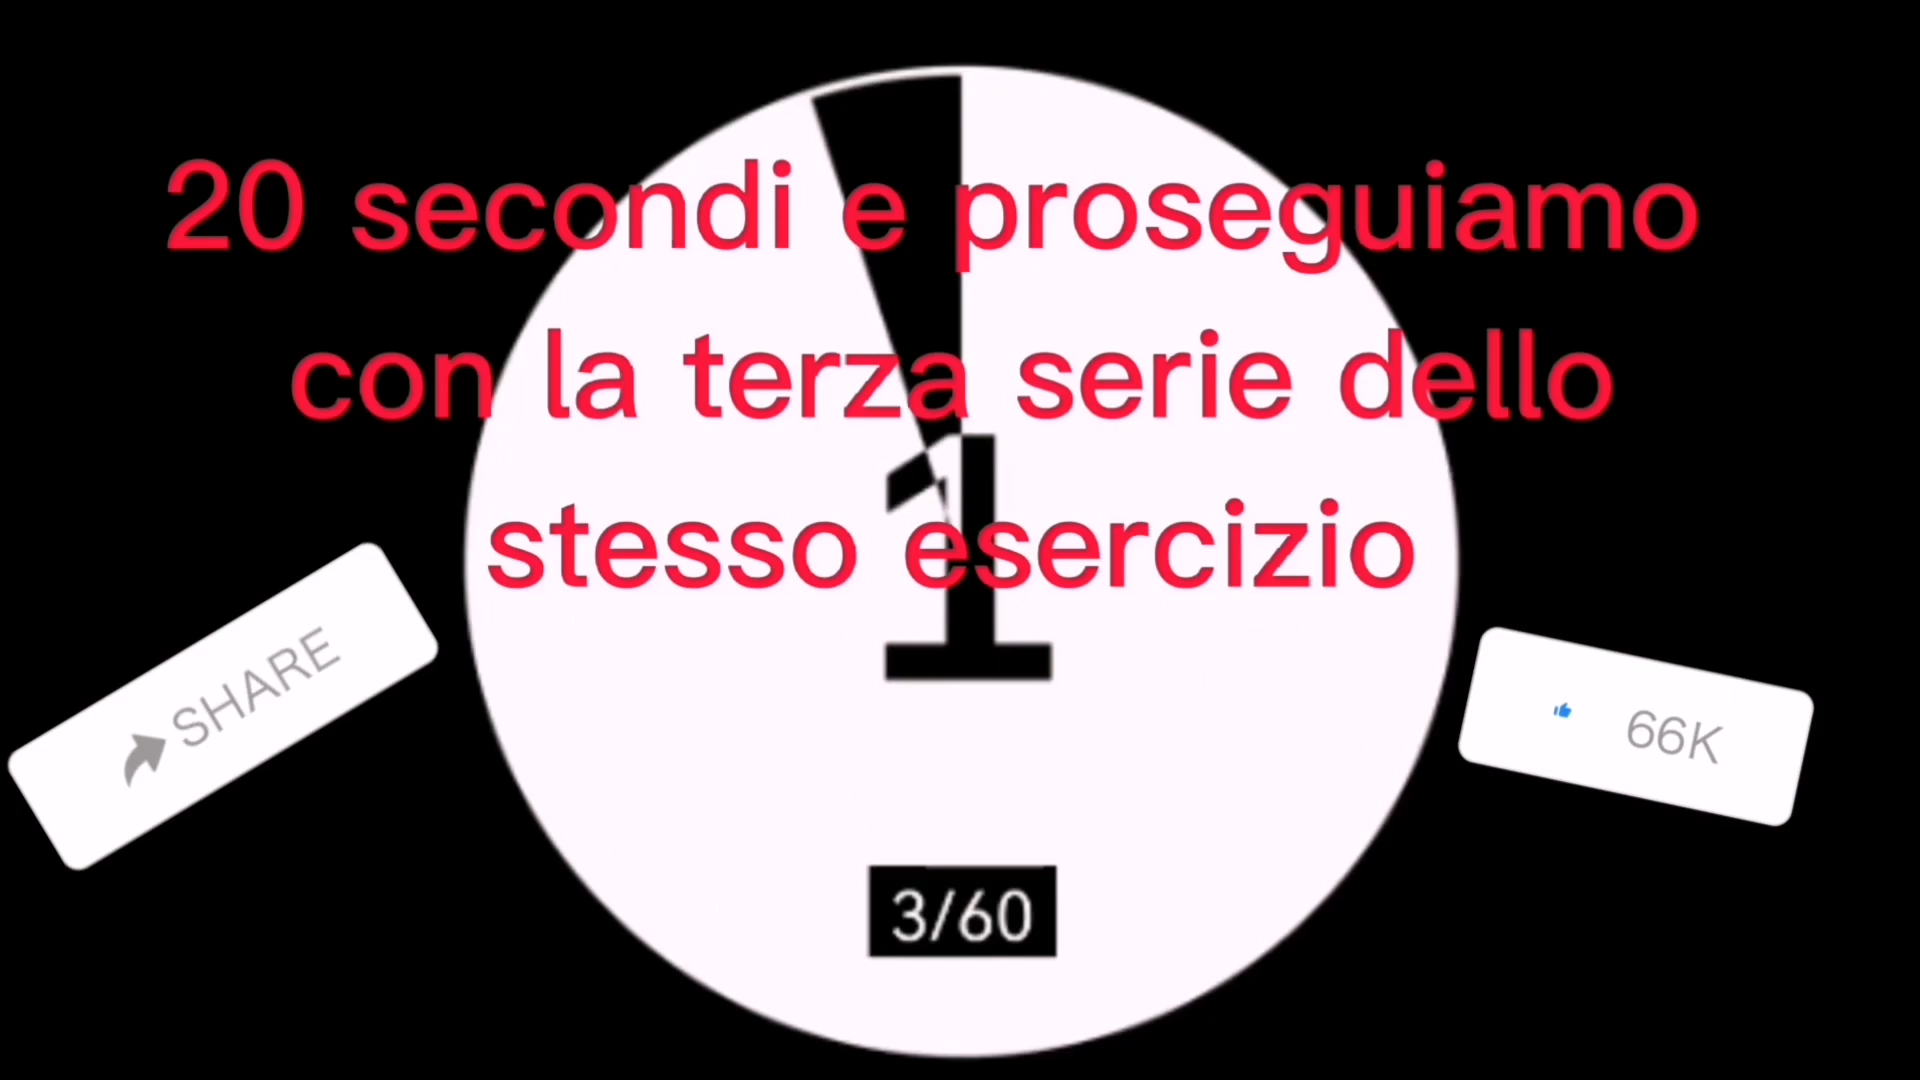 20 secondi e proseguiamo
con la terza serie dello
stesso esercizio
1
SHARE
66K
3/60